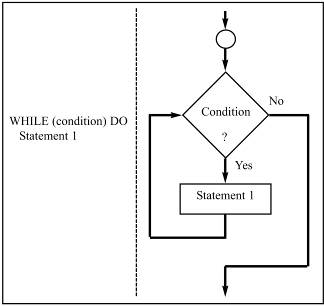 WHILE (condition) DO
Statement 1
Condition
?
No
Yes
Statement 1